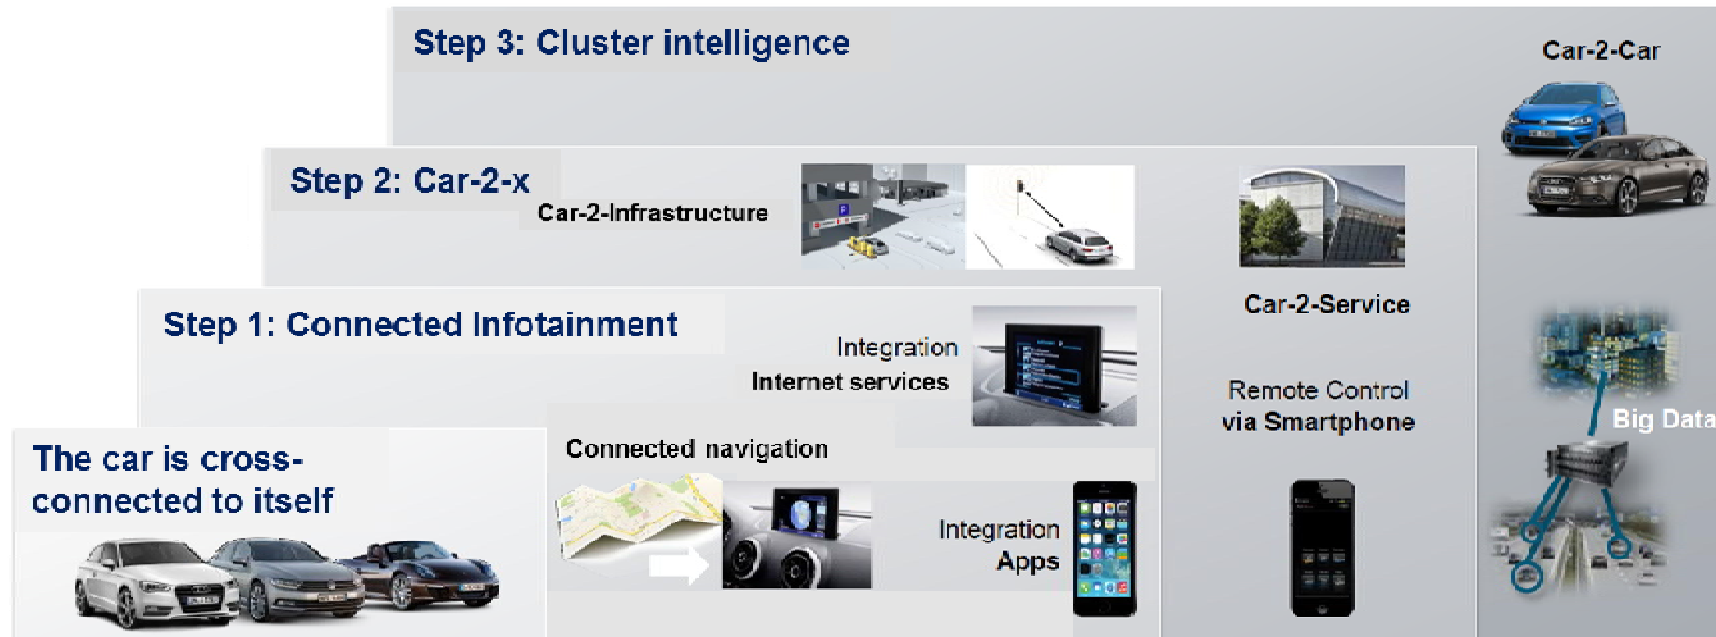 Step 3: Cluster intelligence
Car-2-Car
Step 2: Car-2-x
Car-2-Infrastructure
P
Car-2-Service
Step 1: Connected Infotainment
Integration
Internet services
Remote Control
via Smartphone
Big Data
The car is cross-
connected to itself
Connected navigation
Integration
Apps